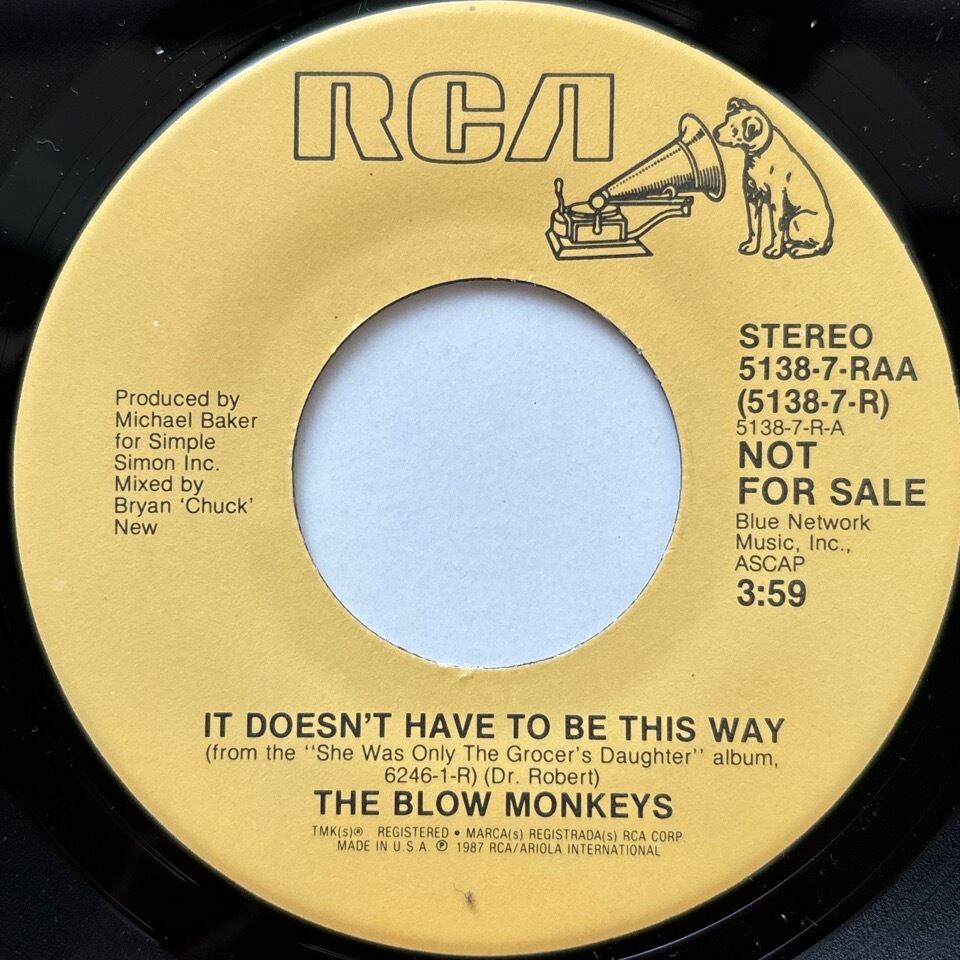 RCA
STEREO
5138-7-RAA
(5138-7-R)
5138-7-R-A
NOT
FOR SALE
Blue Network
Music, Inc.,
ASCAP
3:59
Produced by
Michael Baker
for Simple
Simon Inc.
Mixed by
Bryan 'Chuck'
New
IT DOESN'T HAVE TO BE THIS WAY
(from the "She Was Only The Grocer's Daughter" album,
6246-1-R) (Dr. Robert)
THE BLOW MONKEYS
TMK(s)® REGISTERED • MARCA(s) REGISTRADA(s) RCA CORP.
MADE IN U.S.A. ℗ 1987 RCA/ARIOLA INTERNATIONAL